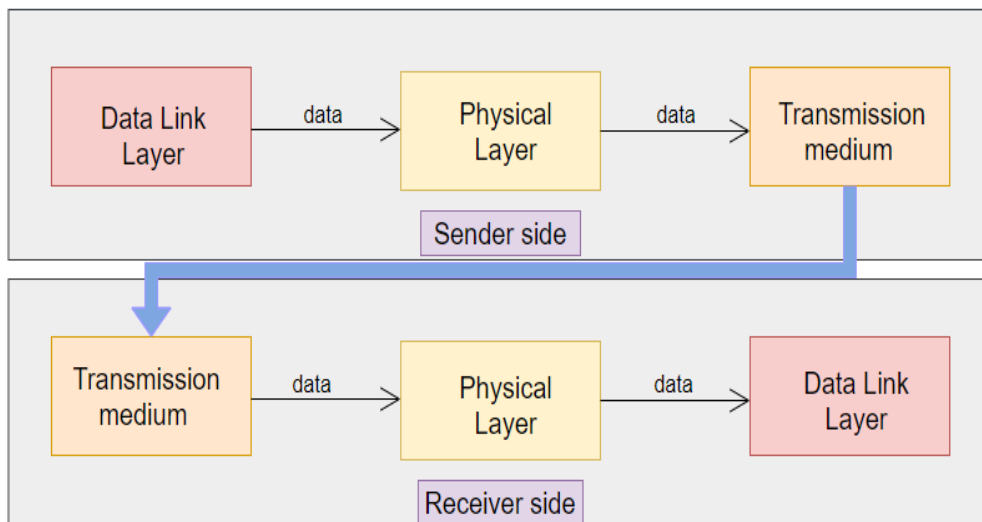 Data Link
Layer
data
Physical
Layer
data
Transmission
medium
Sender side
Transmission
medium
data
Physical
Layer
data
Data Link
Layer
Receiver side